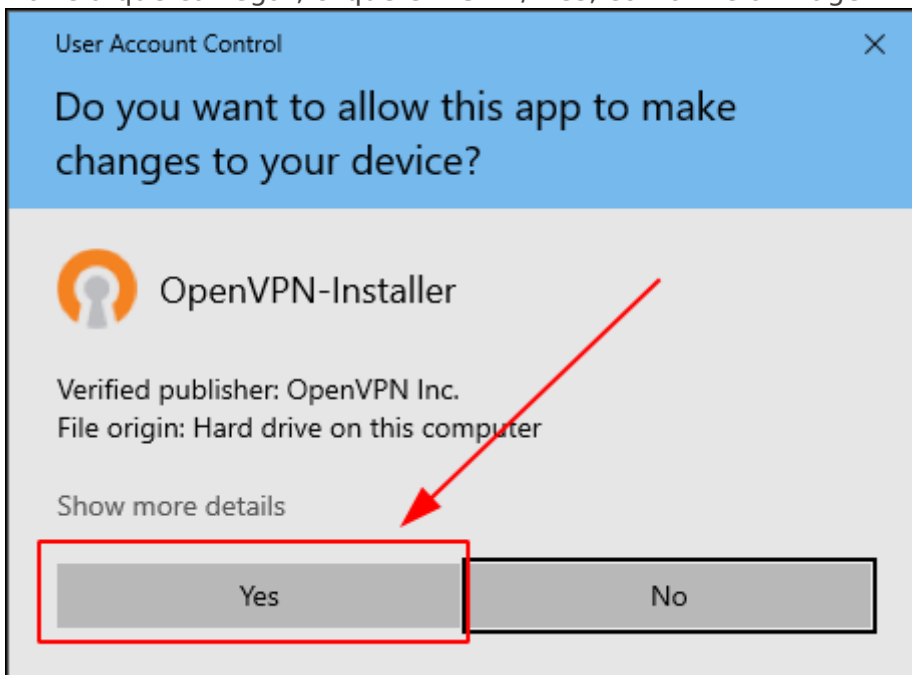 User Account Control
Do you want to allow this app to make
changes to your device?
OpenVPN-Installer
Verified publisher: OpenVPN Inc.
File origin: Hard drive on this computer
Show more details
Yes
No